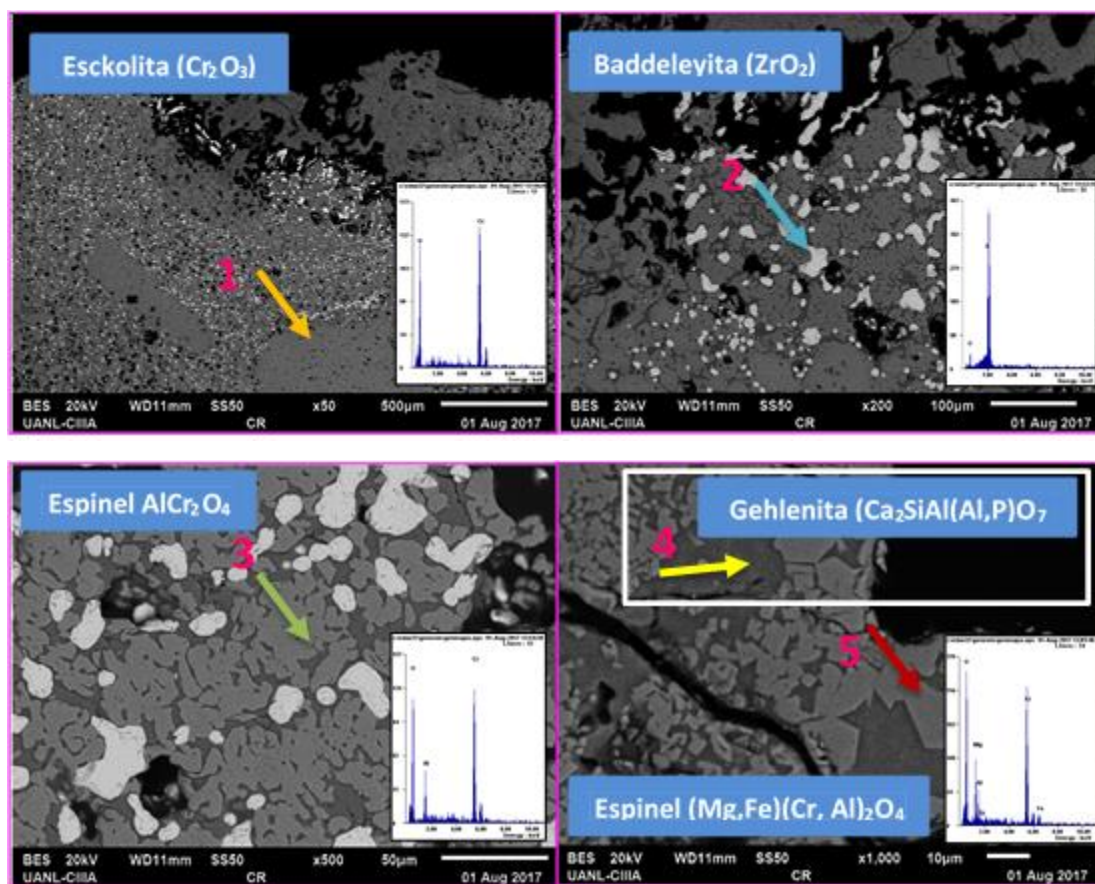 Esckolita (Cr₂O₃)
1
BES 20kV WD11mm SS50 x50 500µm
UANL-CIIIA CR 01 Aug 2017
Baddeleyita (ZrO₂)
2
BES 20kV WD11mm SS50 x200 100µm
UANL-CIIIA CR 01 Aug 2017
Espinel AlCr₂O₄
3
BES 20kV WD11mm SS50 x500 50µm
UANL-CIIIA CR 01 Aug 2017
Gehlenita (Ca₂SiAl(Al,P)O₇
4
5
Espinel (Mg,Fe)(Cr, Al)₂O₄
BES 20kV WD11mm SS50 x1,000 10µm
UANL-CIIIA CR 01 Aug 2017